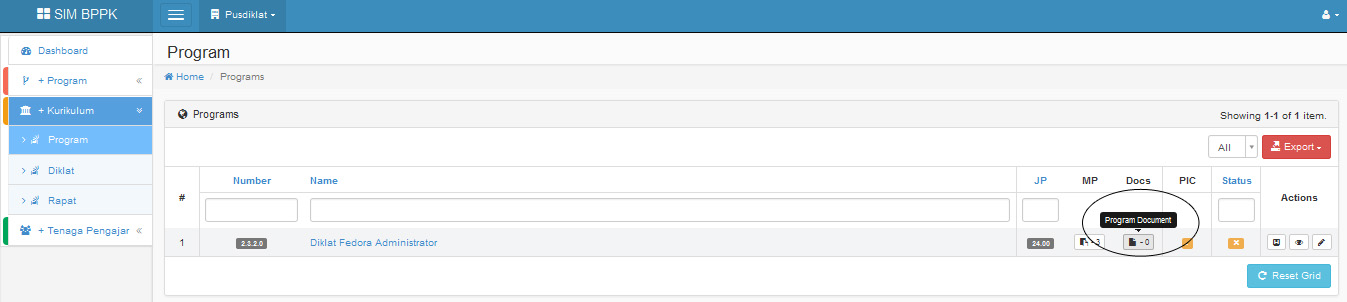 SIM BPPK Pusdiklat
Dashboard
+ Program «
+ Kurikulum
> Program
> Diklat
> Rapat
+ Tenaga Pengajar «
Program
Home / Programs
Programs
Showing 1-1 of 1 item.
All Export
# Number Name JP MP Docs PIC Status Actions
Program Document
1 2.3.2.0 Diklat Fedora Administrator 24.00 - 3 - 0
Reset Grid